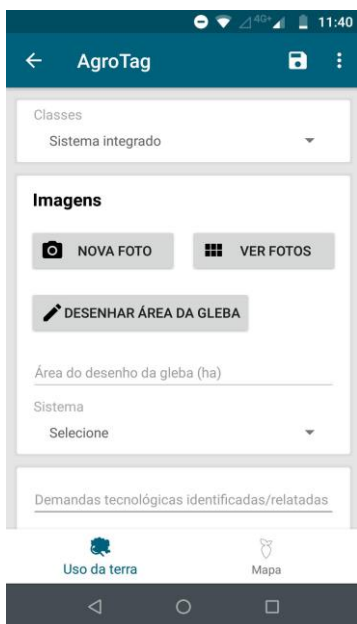 4G+ 11:40
AgroTag
Classes
Sistema integrado
Imagens
NOVA FOTO VER FOTOS
DESENHAR ÁREA DA GLEBA
Área do desenho da gleba (ha)
Sistema
Selecione
Demandas tecnológicas identificadas/relatadas
Uso da terra Mapa